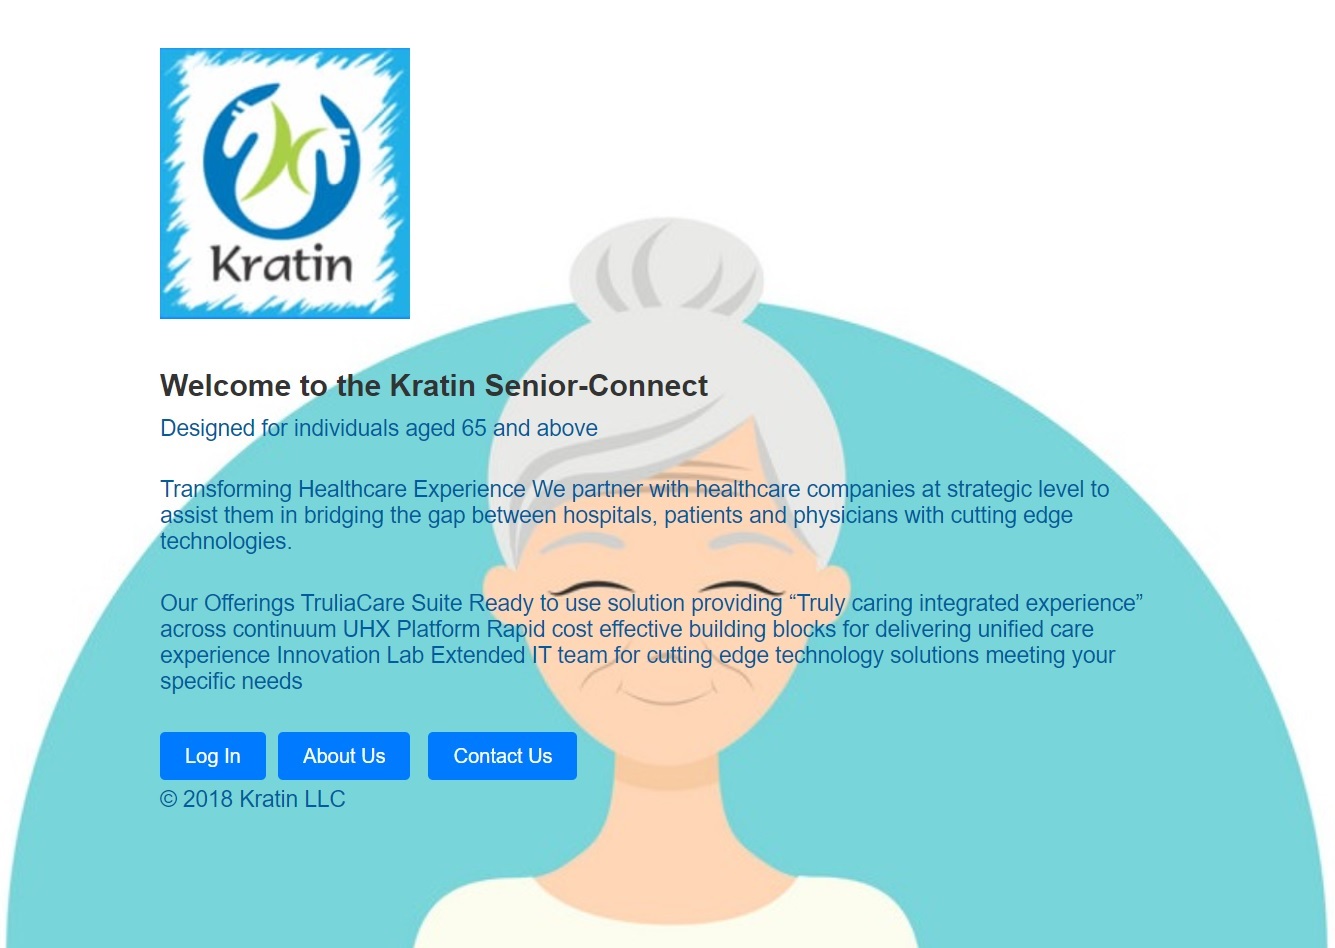 Kratin
Welcome to the Kratin Senior-Connect
Designed for individuals aged 65 and above
Transforming Healthcare Experience We partner with healthcare companies at strategic level to
assist them in bridging the gap between hospitals, patients and physicians with cutting edge
technologies.
Our Offerings TruliaCare Suite Ready to use solution providing “Truly caring integrated experience”
across continuum UHX Platform Rapid cost effective building blocks for delivering unified care
experience Innovation Lab Extended IT team for cutting edge technology solutions meeting your
specific needs
Log In About Us Contact Us
© 2018 Kratin LLC